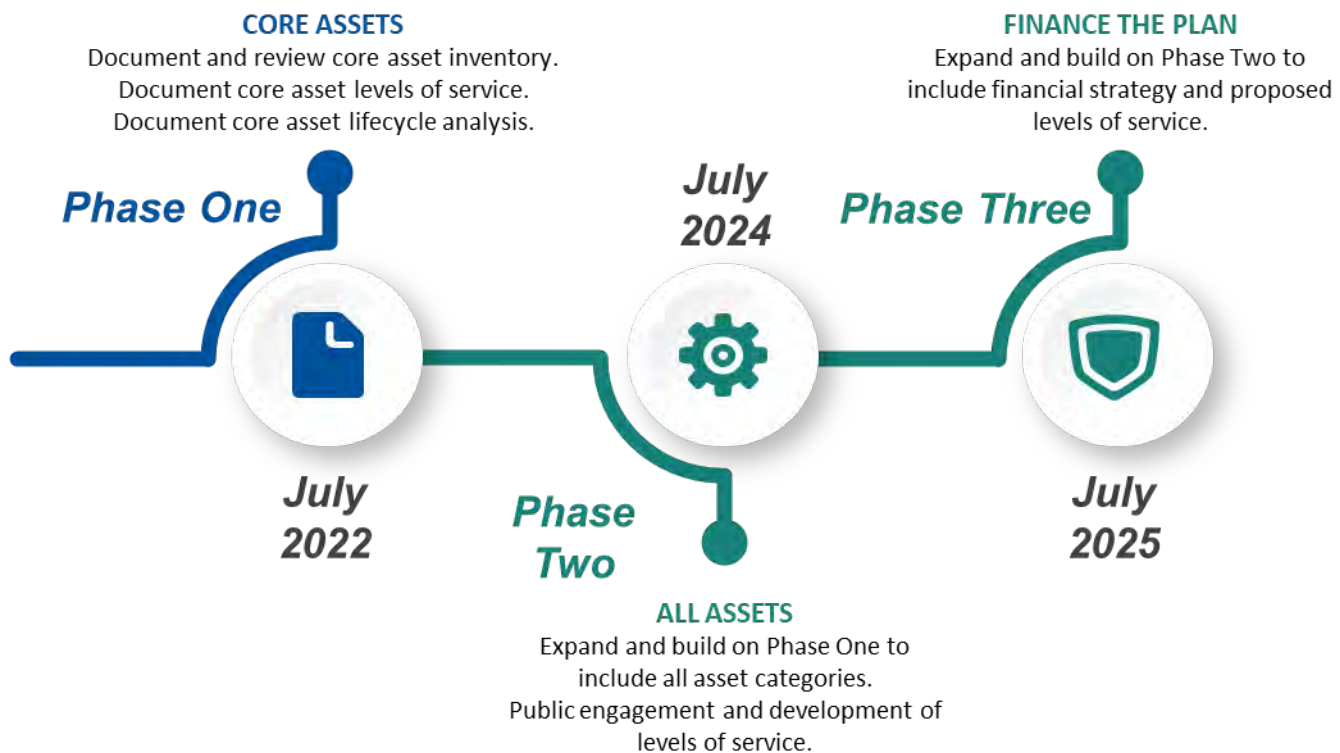 CORE ASSETS
Document and review core asset inventory.
Document core asset levels of service.
Document core asset lifecycle analysis.
Phase One
July
2022
July
2024
Phase
Two
ALL ASSETS
Expand and build on Phase One to
include all asset categories.
Public engagement and development of
levels of service.
FINANCE THE PLAN
Expand and build on Phase Two to
include financial strategy and proposed
levels of service.
Phase Three
July
2025